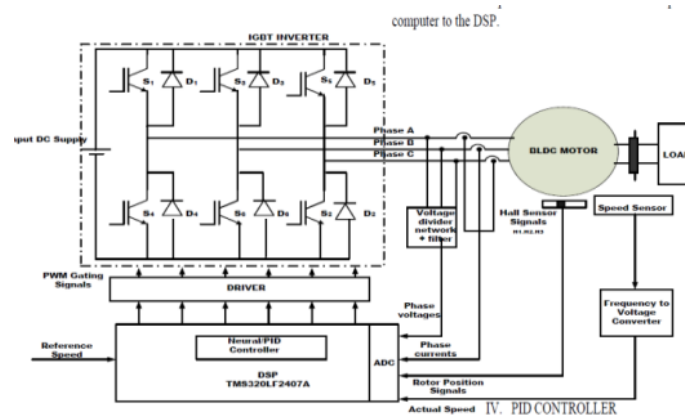 computer to the DSP.
IGBT INVERTER
S1 D1 S3 D3 S5 D5
nput DC Supply
Phase A
Phase B
Phase C
BLDC MOTOR
LOA
S4 D4 S6 D6 S2 D2
Voltage
divider
network
+ filter
Hall Sensor
Signals
H1,H2,H3
Speed Sensor
PWM Gating
Signals
DRIVER
Phase
voltages
Frequency to
Voltage
Converter
Reference
Speed
Neural/PID
Controller
ADC
Phase
currents
DSP
TMS320LF2407A
Rotor Position
Signals
Actual Speed
IV. PID CONTROLLER